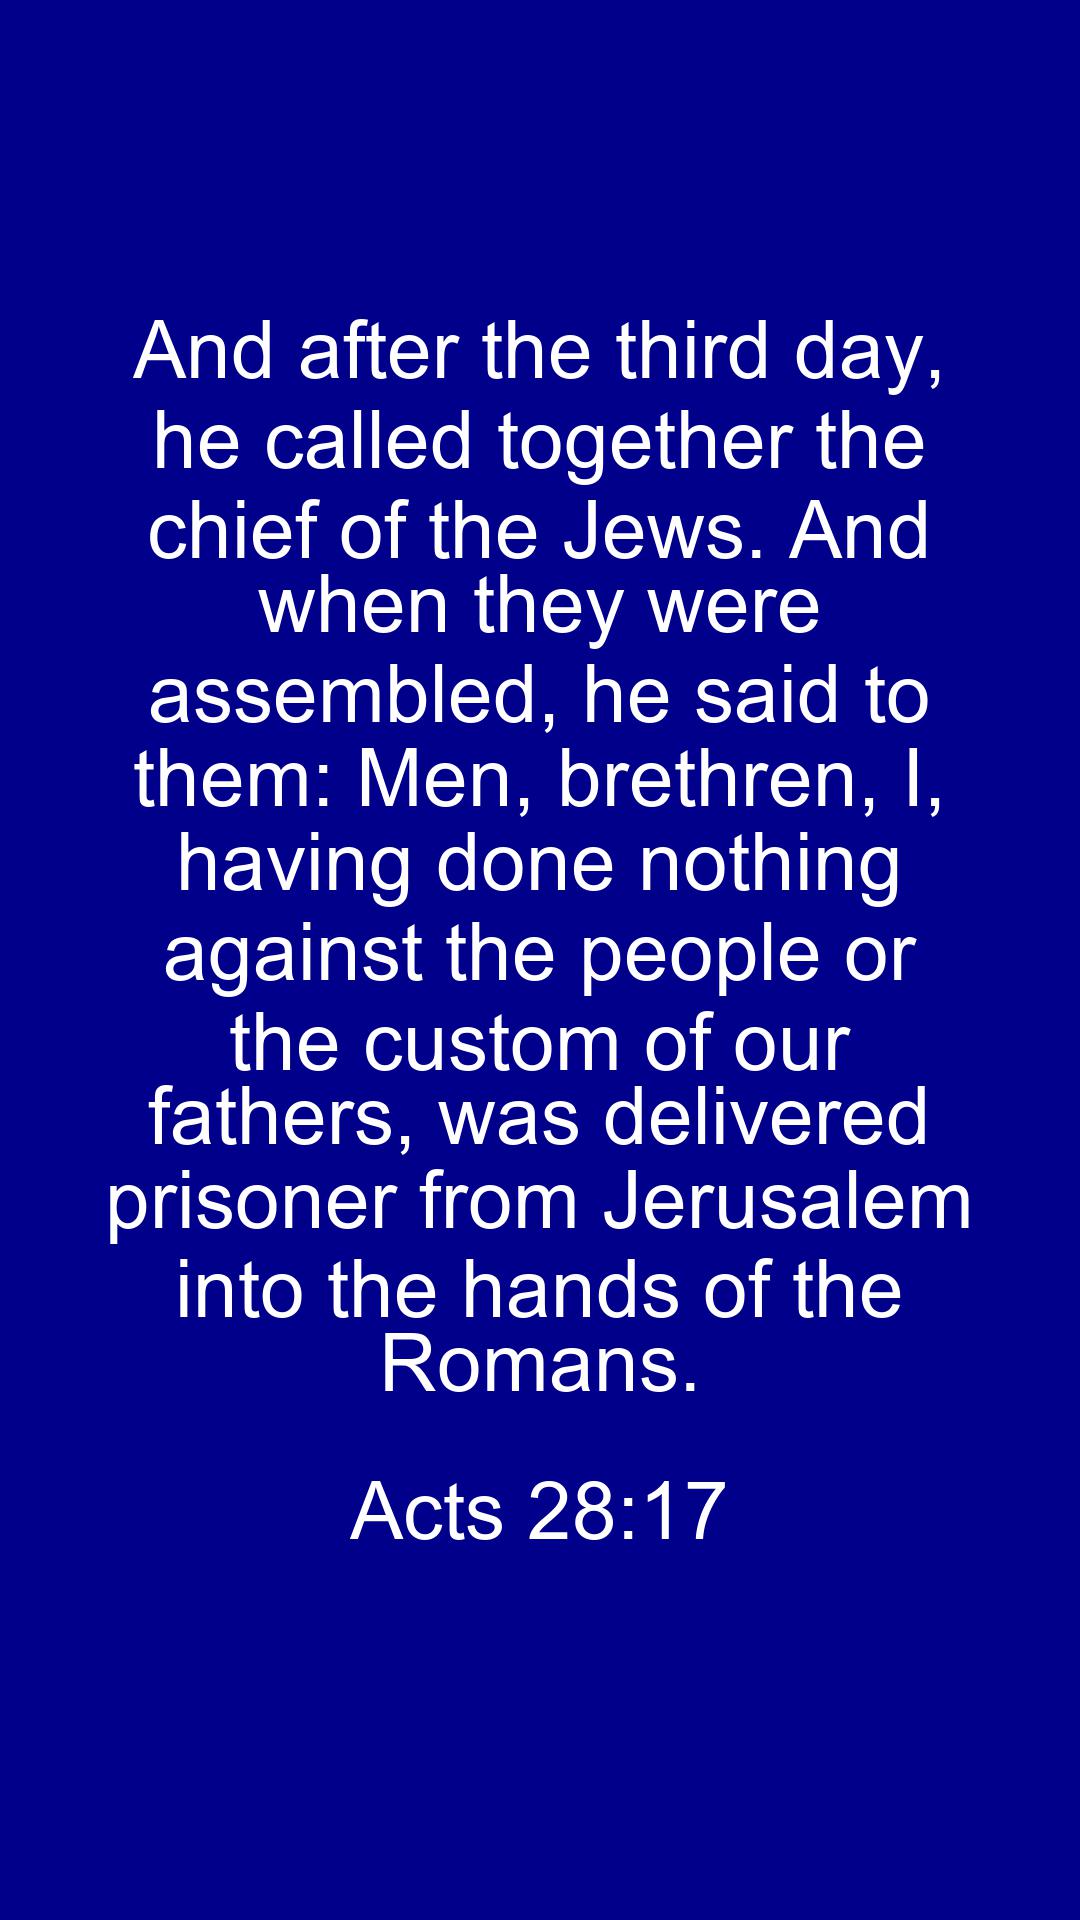 And after the third day,
he called together the
chief of the Jews. And
when they were
assembled, he said to
them: Men, brethren, I,
having done nothing
against the people or
the custom of our
fathers, was delivered
prisoner from Jerusalem
into the hands of the
Romans.
Acts 28:17